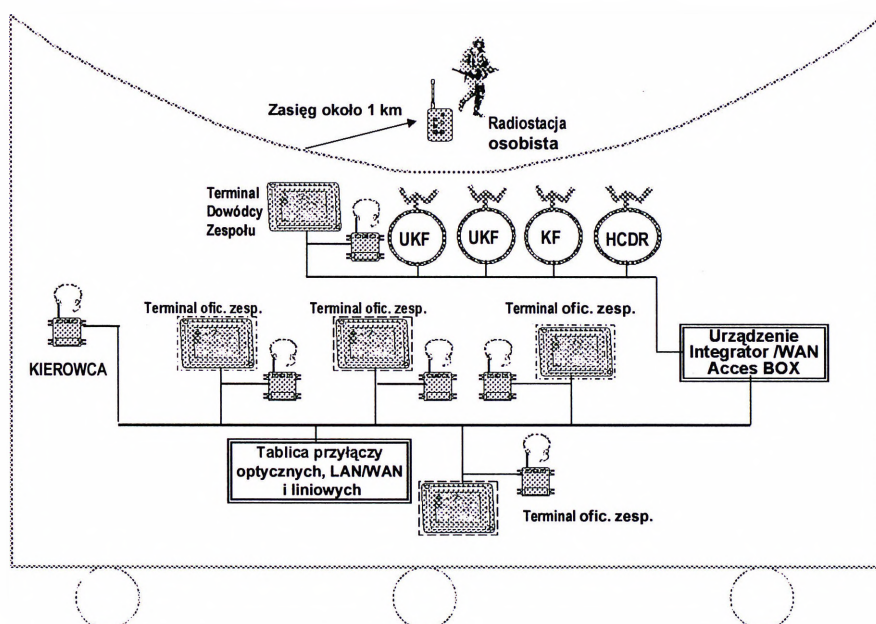 Zasięg około 1 km
Radiostacja
osobista
Terminal
Dowódcy
Zespołu
UKF
UKF
KF
HCDR
Terminal ofic. zesp.
Terminal ofic. zesp.
Terminal ofic. zesp.
KIEROWCA
Urządzenie
Integrator /WAN
Acces BOX
Tablica przyłączy
optycznych, LAN/WAN
i liniowych
Terminal ofic. zesp.